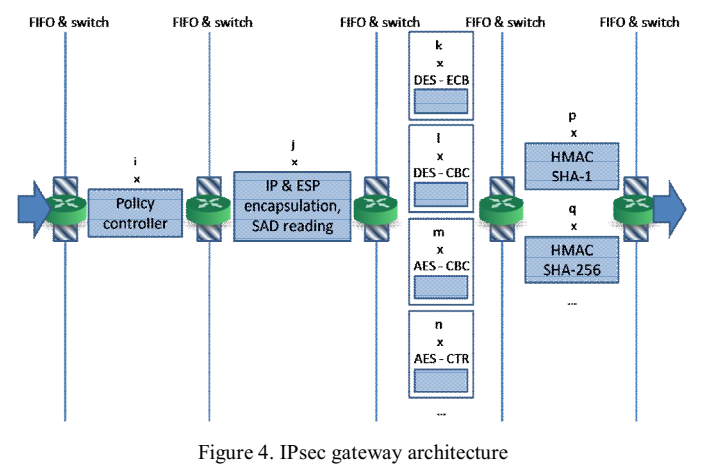 FIFO & switch
FIFO & switch
FIFO & switch
FIFO & switch
FIFO & switch
i
x
Policy
controller
j
x
IP & ESP
encapsulation,
SAD reading
k
x
DES - ECB
l
x
DES - CBC
m
x
AES - CBC
n
x
AES - CTR
...
p
x
HMAC
SHA-1
q
x
HMAC
SHA-256
...
Figure 4. IPsec gateway architecture